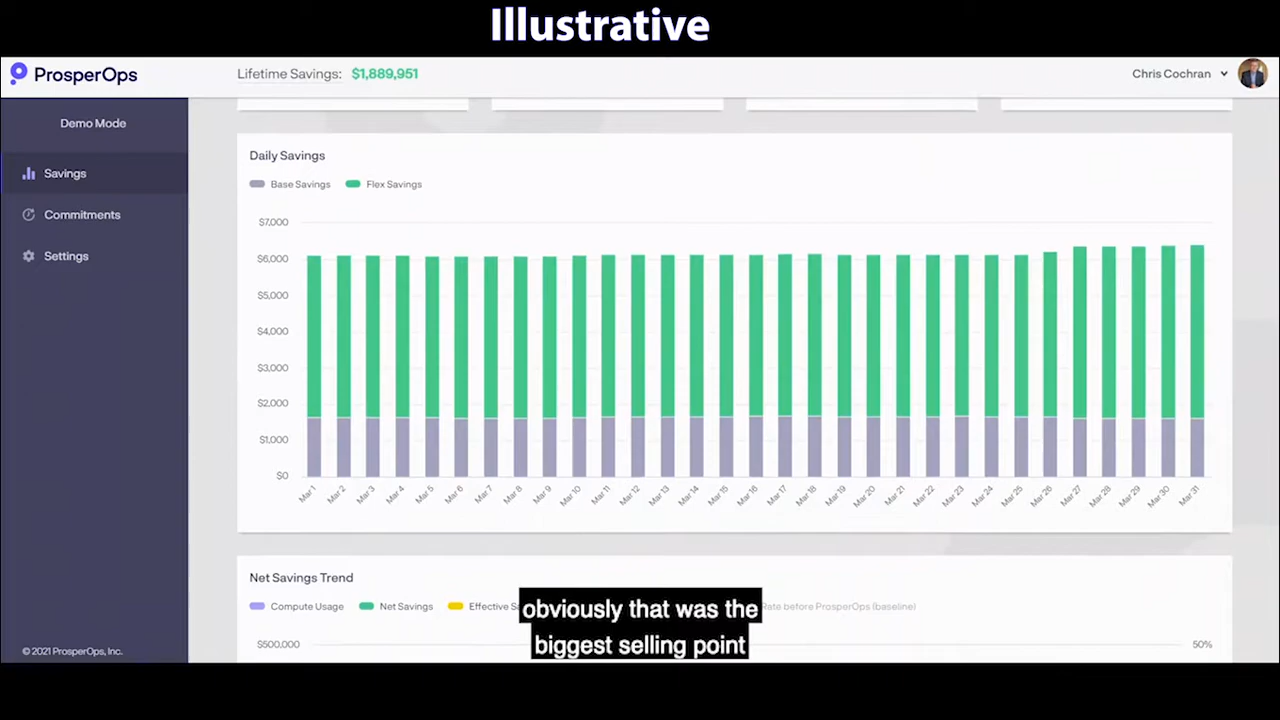 Illustrative
ProsperOps
Lifetime Savings: $1,889,951
Chris Cochran
Demo Mode
Savings
Commitments
Settings
Daily Savings
Base Savings Flex Savings
$7,000
$6,000
$5,000
$4,000
$3,000
$2,000
$1,000
$0
Mar 1 Mar 2 Mar 3 Mar 4 Mar 5 Mar 6 Mar 7 Mar 8 Mar 9 Mar 10 Mar 11 Mar 12 Mar 13 Mar 14 Mar 15 Mar 16 Mar 17 Mar 18 Mar 19 Mar 20 Mar 21 Mar 22 Mar 23 Mar 24 Mar 25 Mar 26 Mar 27 Mar 28 Mar 29 Mar 30 Mar 31
Net Savings Trend
Compute Usage Net Savings Effective Rate before ProsperOps (baseline)
$500,000 50%
obviously that was the
biggest selling point
© 2021 ProsperOps, Inc.